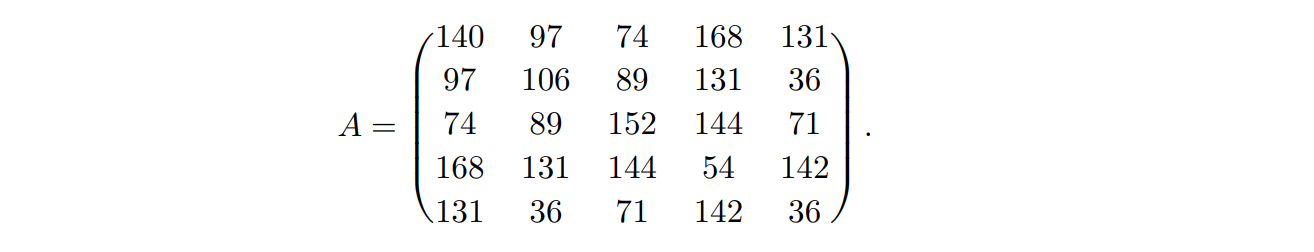 140 97 74 168 131
97 106 89 131 36
A = 74 89 152 144 71 .
168 131 144 54 142
131 36 71 142 36